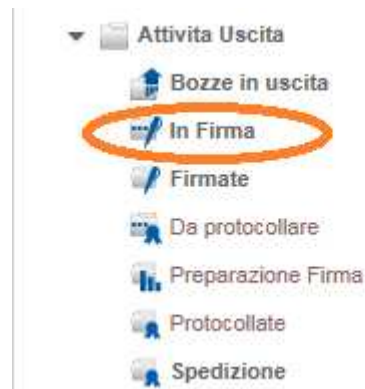 Attivita Uscita
Bozze in uscita
In Firma
Firmate
Da protocollare
Preparazione Firma
Protocollate
Spedizione